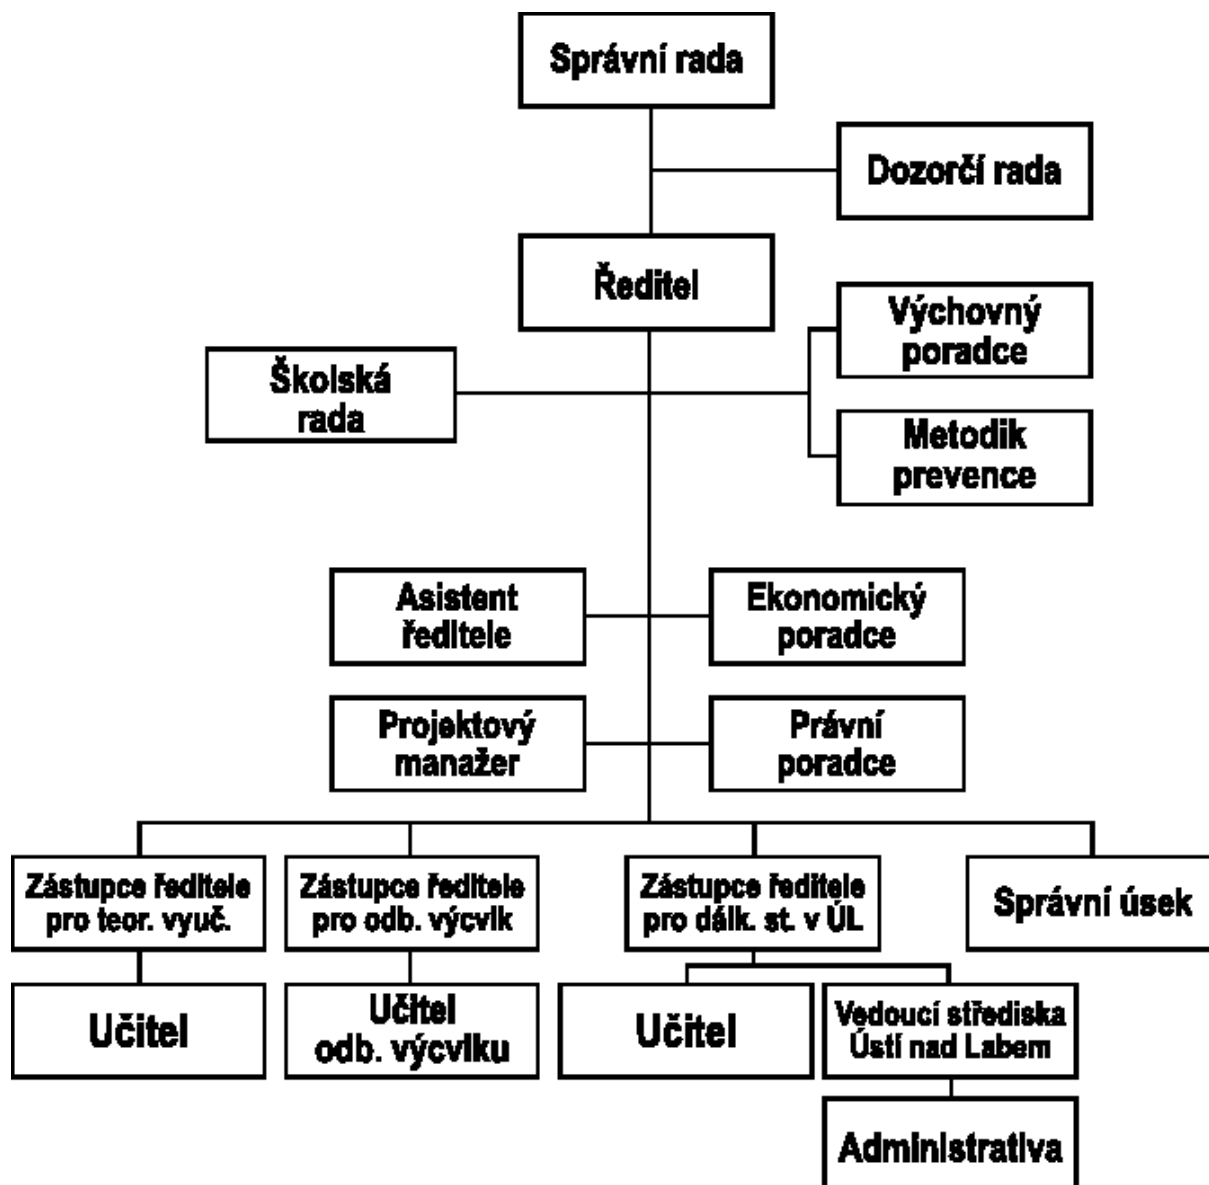 Správní rada
Dozorčí rada
Ředitel
Výchovný
poradce
Školská
rada
Metodik
prevence
Asistent
ředitele
Ekonomický
poradce
Projektový
manažer
Právní
poradce
Zástupce ředitele
pro teor. vyuč.
Zástupce ředitele
pro odb. výcvik
Zástupce ředitele
pro dálk. st. v ÚL
Správní úsek
Učitel
Učitel
odb. výcviku
Učitel
Vedoucí střediska
Ústí nad Labem
Administrativa